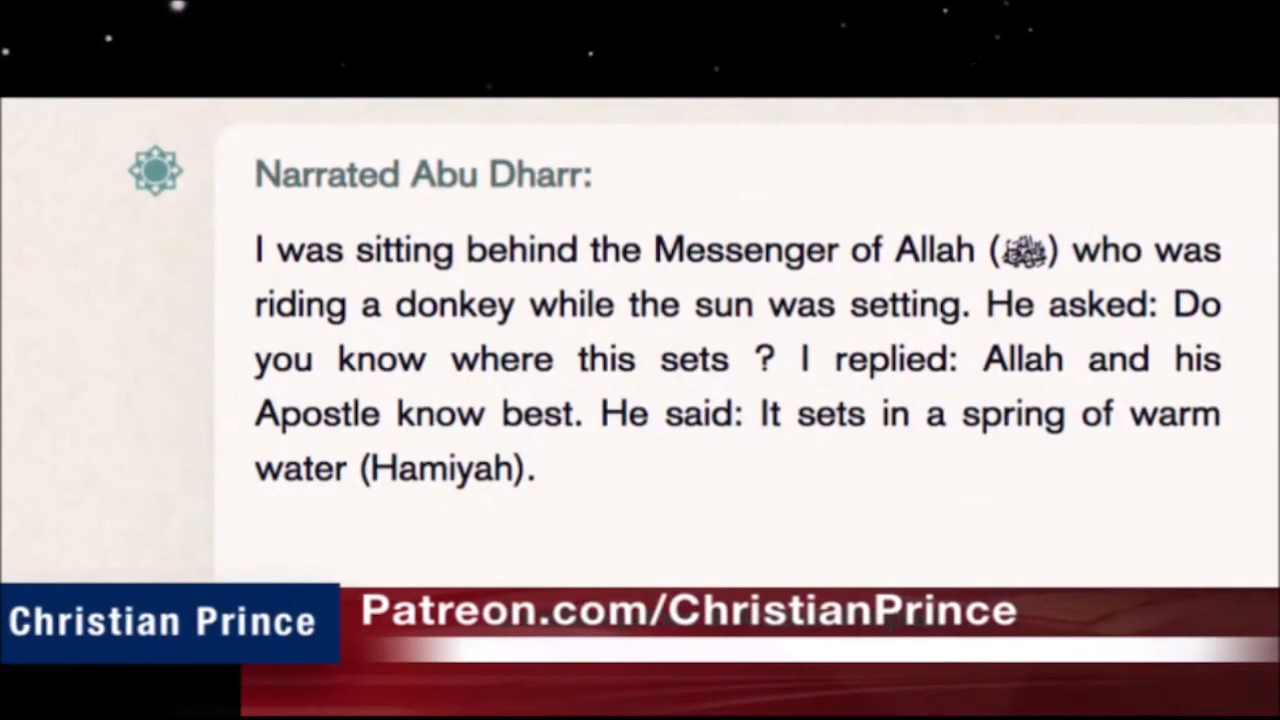 Narrated Abu Dharr:
I was sitting behind the Messenger of Allah (ﷺ) who was
riding a donkey while the sun was setting. He asked: Do
you know where this sets ? I replied: Allah and his
Apostle know best. He said: It sets in a spring of warm
water (Hamiyah).
Christian Prince
Patreon.com/ChristianPrince